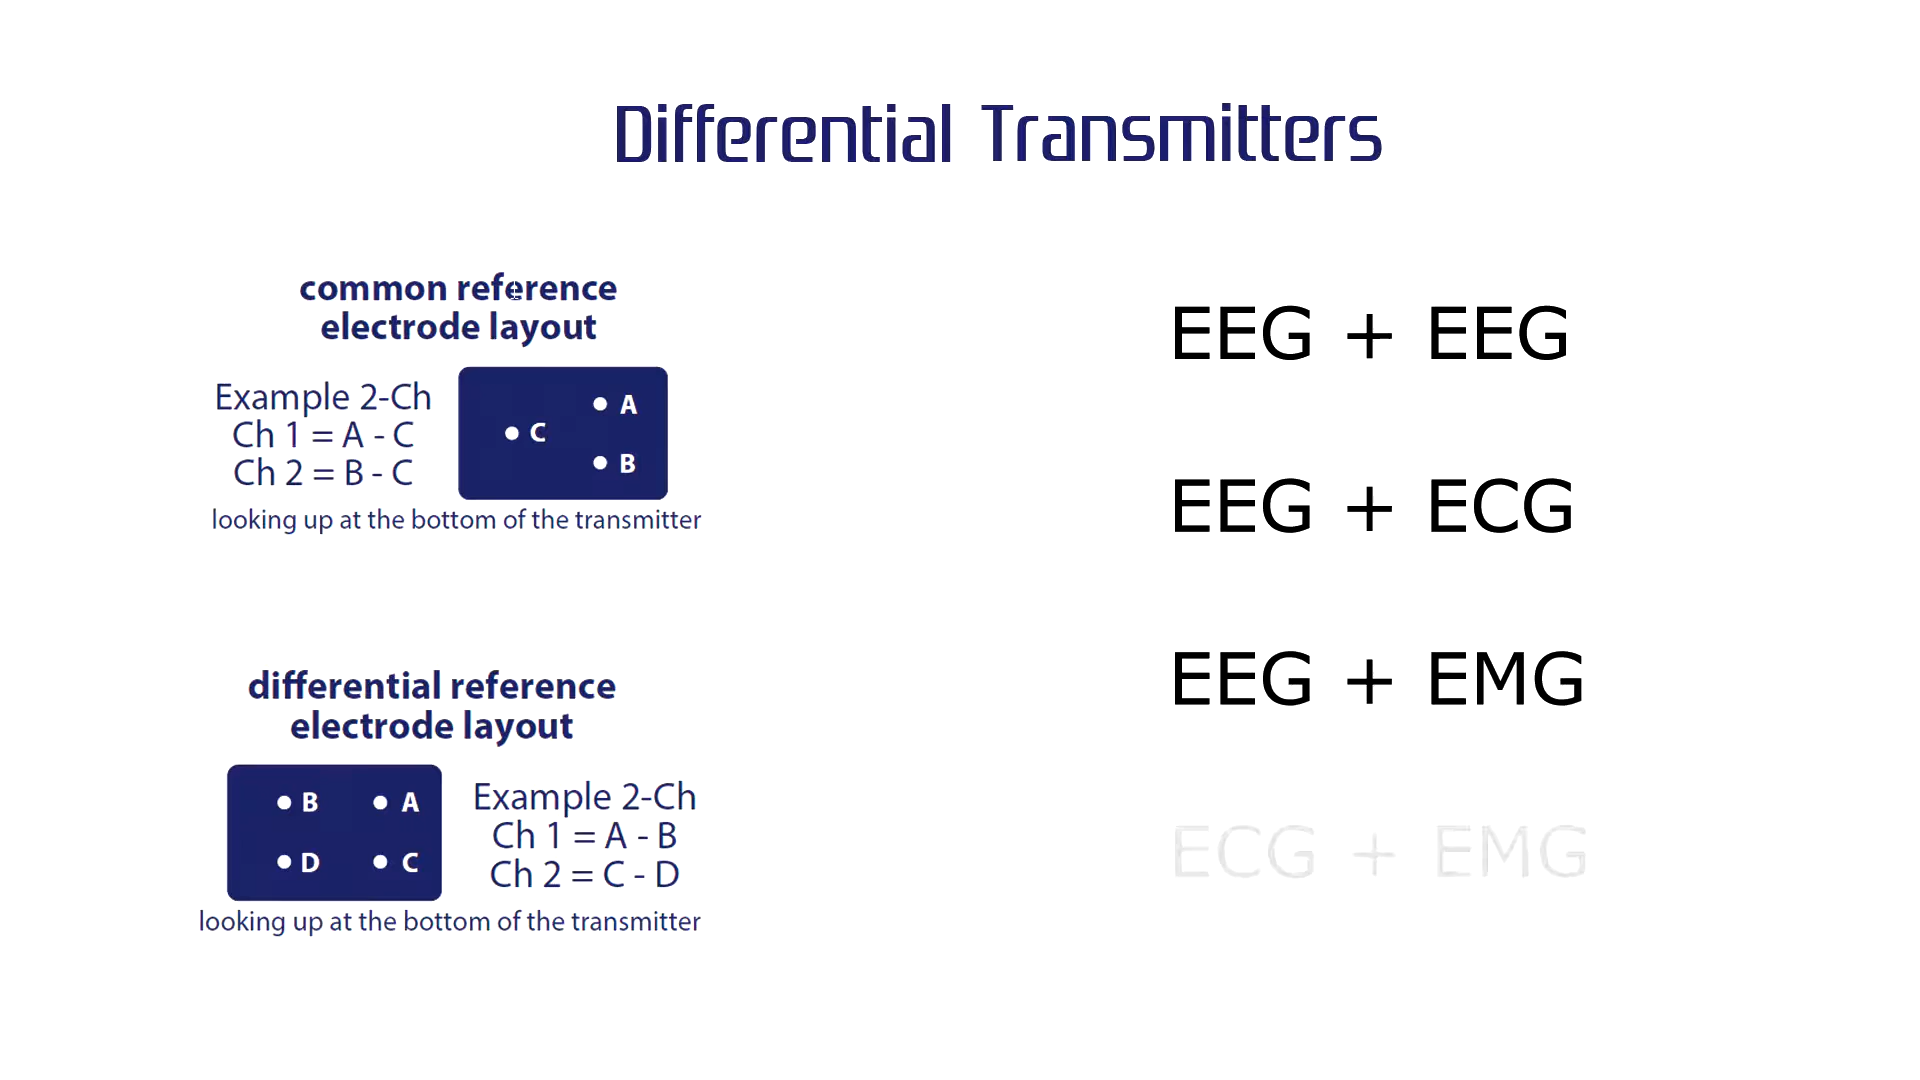 Differential Transmitters
common reference
electrode layout
Example 2-Ch
Ch 1 = A - C
Ch 2 = B - C
A
C
B
looking up at the bottom of the transmitter
differential reference
electrode layout
B A
D C
Example 2-Ch
Ch 1 = A - B
Ch 2 = C - D
looking up at the bottom of the transmitter
EEG + EEG
EEG + ECG
EEG + EMG
ECG + EMG